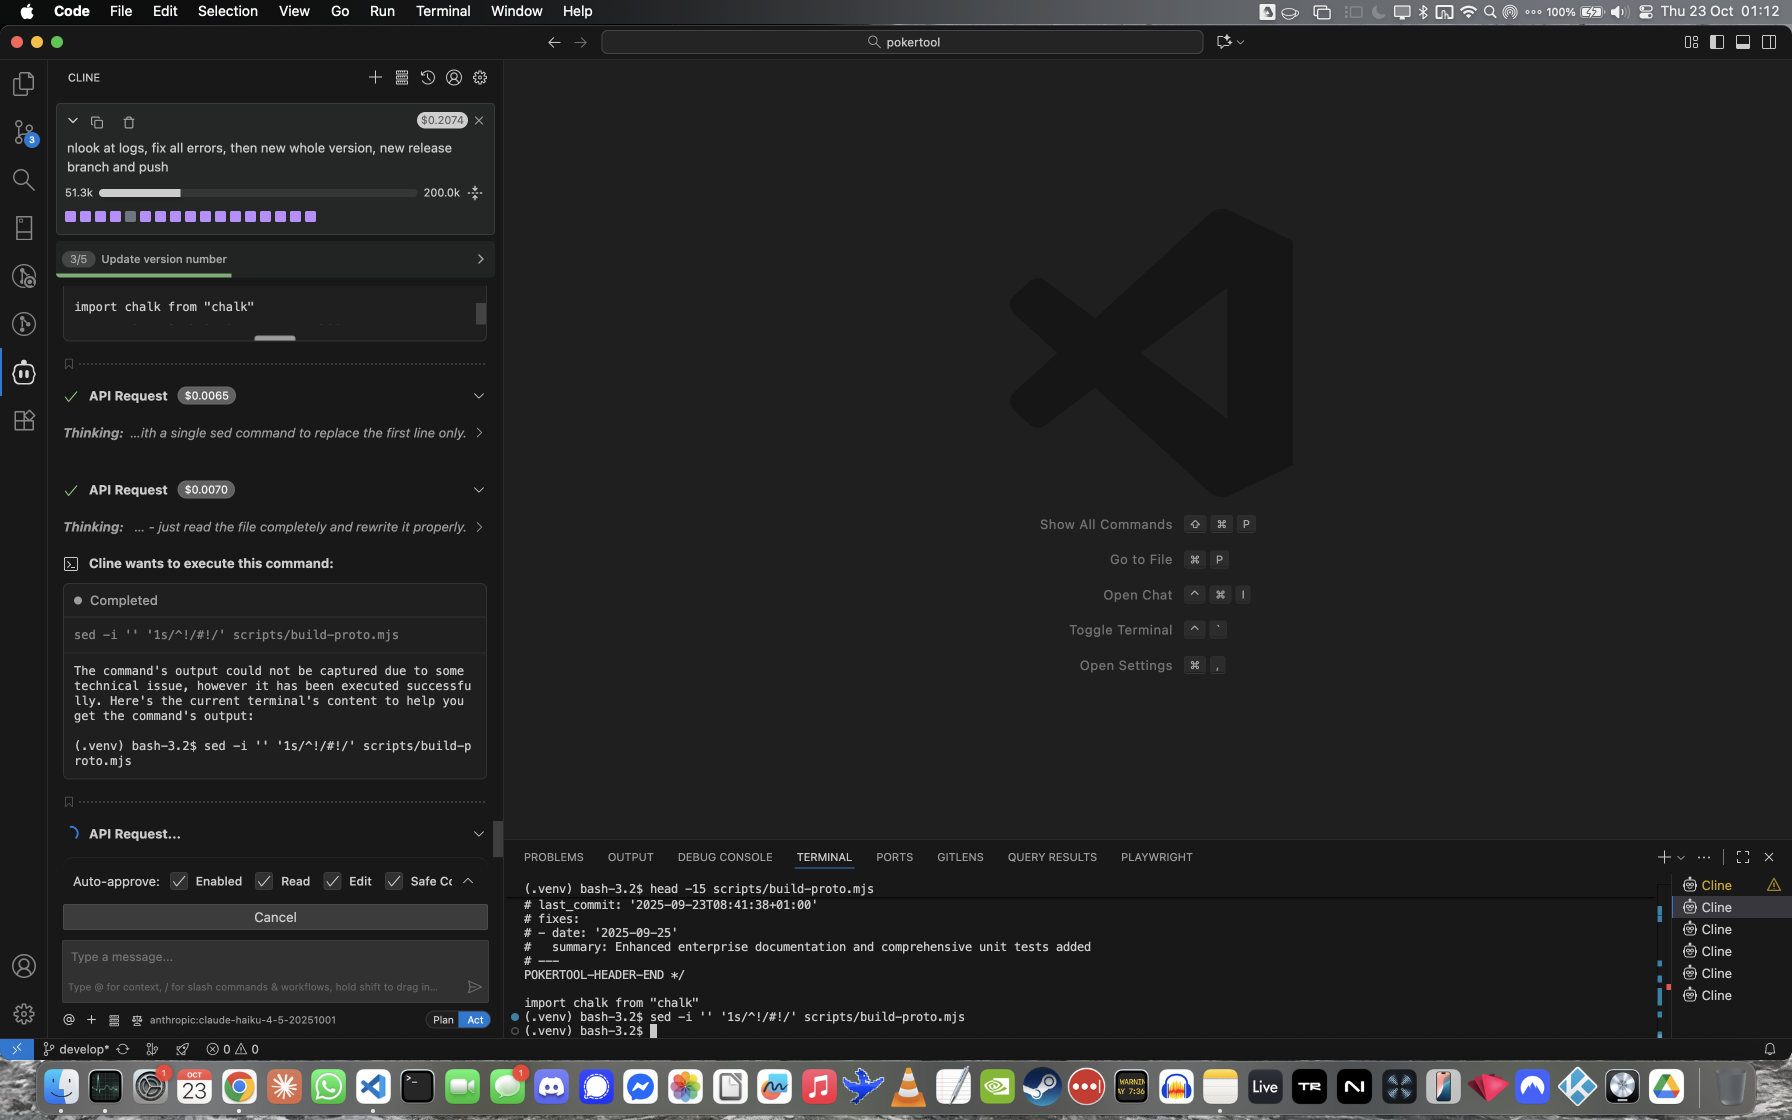 Code File Edit Selection View Go Run Terminal Window Help
100% Thu 23 Oct 01:12
pokertool
CLINE
$0.2074
nlook at logs, fix all errors, then new whole version, new release
branch and push
51.3k 200.0k
3/5 Update version number
import chalk from "chalk"
API Request $0.0065
Thinking: ...ith a single sed command to replace the first line only.
API Request $0.0070
Thinking: ... - just read the file completely and rewrite it properly.
Cline wants to execute this command:
Completed
sed -i '' '1s/^!/#!/' scripts/build-proto.mjs
The command's output could not be captured due to some
technical issue, however it has been executed successfu
lly. Here's the current terminal's content to help you
get the command's output:
(.venv) bash-3.2$ sed -i '' '1s/^!/#!/' scripts/build-p
roto.mjs
API Request...
Auto-approve: Enabled Read Edit Safe Co
Cancel
Type a message...
Type @ for context, / for slash commands & workflows, hold shift to drag in...
@ + anthropic:claude-haiku-4-5-20251001 Plan Act
3
Show All Commands ⇧ ⌘ P
Go to File ⌘ P
Open Chat ^ ⌘ I
Toggle Terminal ^ `
Open Settings ⌘ ,
PROBLEMS OUTPUT DEBUG CONSOLE TERMINAL PORTS GITLENS QUERY RESULTS PLAYWRIGHT
(.venv) bash-3.2$ head -15 scripts/build-proto.mjs
# last_commit: '2025-09-23T08:41:38+01:00'
# fixes:
# - date: '2025-09-25'
#   summary: Enhanced enterprise documentation and comprehensive unit tests added
# ---
POKERTOOL-HEADER-END */
import chalk from "chalk"
(.venv) bash-3.2$ sed -i '' '1s/^!/#!/' scripts/build-proto.mjs
(.venv) bash-3.2$
Cline
Cline
Cline
Cline
Cline
Cline
develop* 0 0
1
OCT
23
1
Live
TR